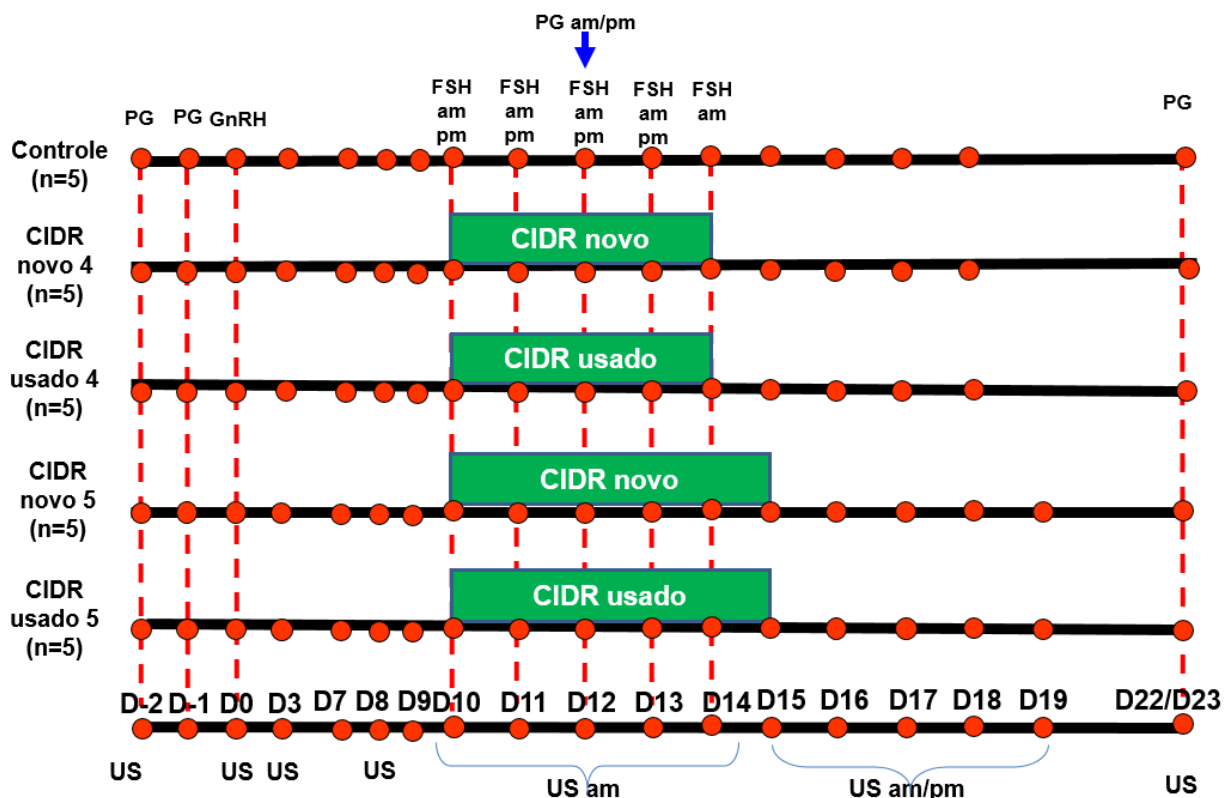 PG am/pm
FSH am pm
FSH am pm
FSH am pm
FSH am pm
FSH am
PG
PG
GnRH
PG
Controle
(n=5)
CIDR
novo 4
(n=5)
CIDR novo
CIDR
usado 4
(n=5)
CIDR usado
CIDR
novo 5
(n=5)
CIDR novo
CIDR
usado 5
(n=5)
CIDR usado
D-2 D-1 D0 D3 D7 D8 D9 D10 D11 D12 D13 D14 D15 D16 D17 D18 D19 D22/D23
US US US US US am US am/pm US